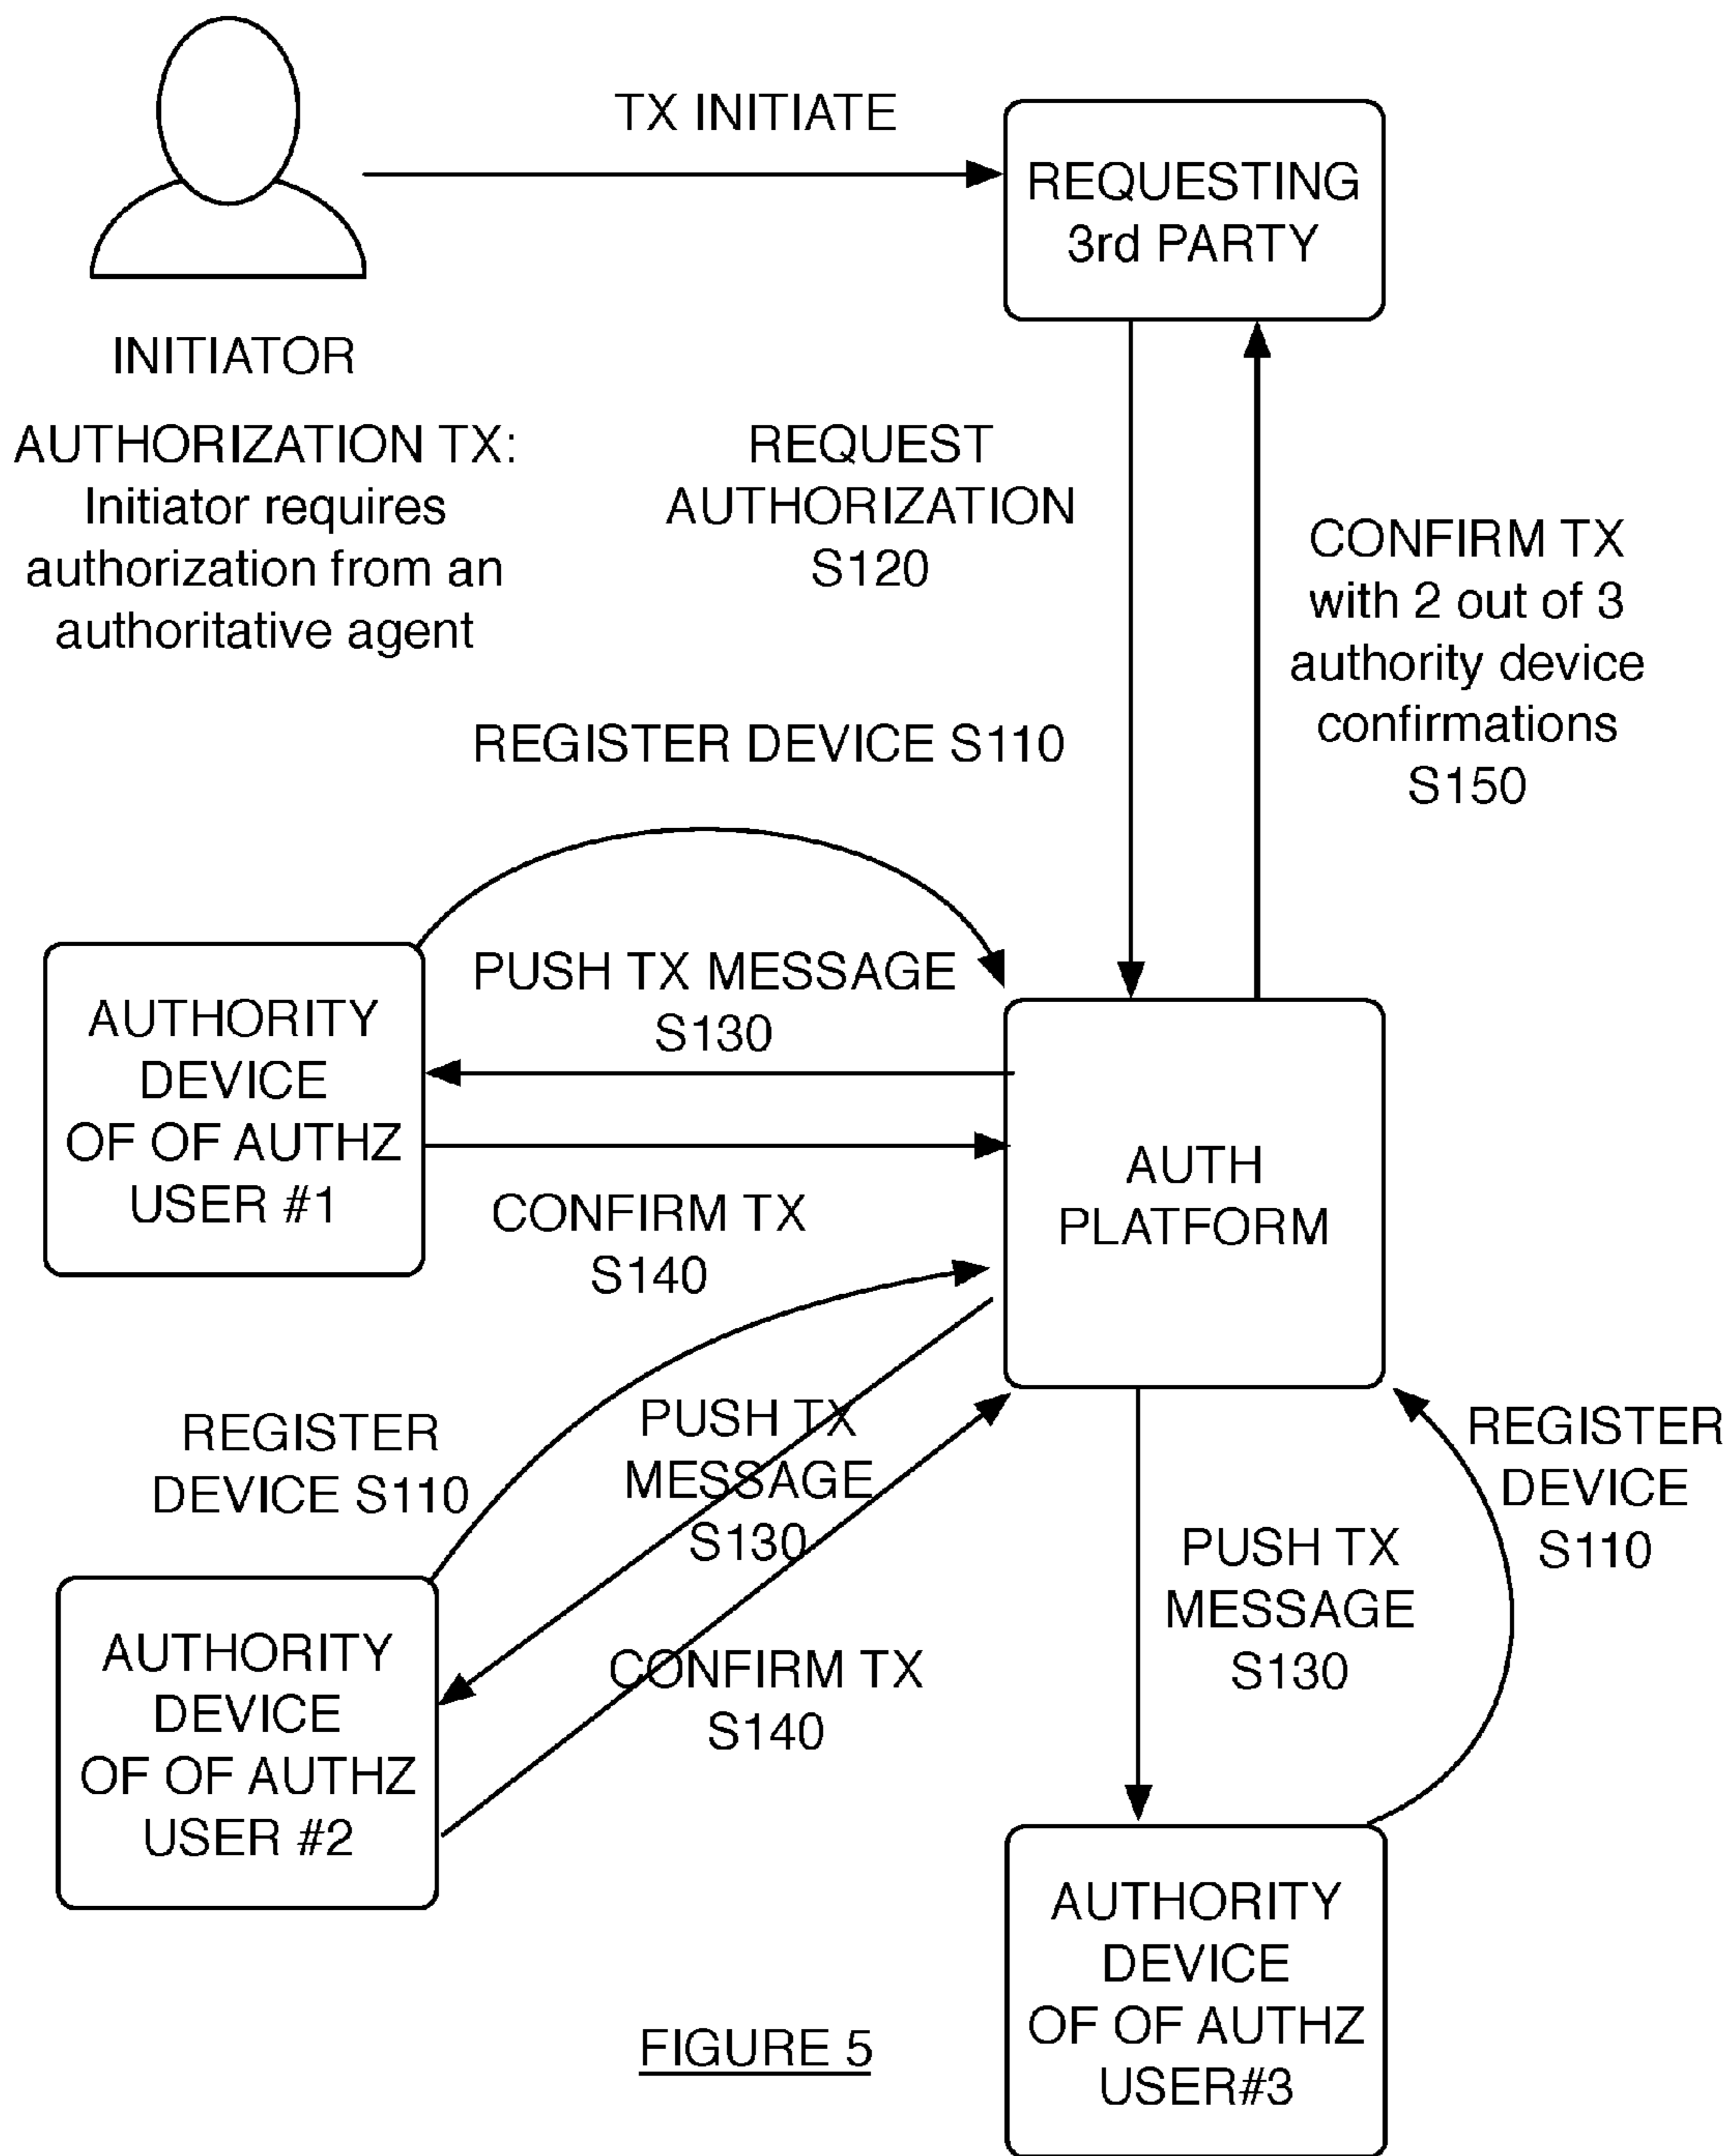 TX INITIATE
REQUESTING
3rd PARTY
INITIATOR
AUTHORIZATION TX:
Initiator requires
authorization from an
authoritative agent
REQUEST
AUTHORIZATION
S120
CONFIRM TX
with 2 out of 3
authority device
confirmations
S150
REGISTER DEVICE S110
PUSH TX MESSAGE
S130
AUTHORITY
DEVICE
OF OF AUTHZ
USER #1
CONFIRM TX
S140
AUTH
PLATFORM
REGISTER
DEVICE S110
PUSH TX
MESSAGE
S130
CONFIRM TX
S140
AUTHORITY
DEVICE
OF OF AUTHZ
USER #2
PUSH TX
MESSAGE
S130
REGISTER
DEVICE
S110
AUTHORITY
DEVICE
OF OF AUTHZ
USER#3
FIGURE 5